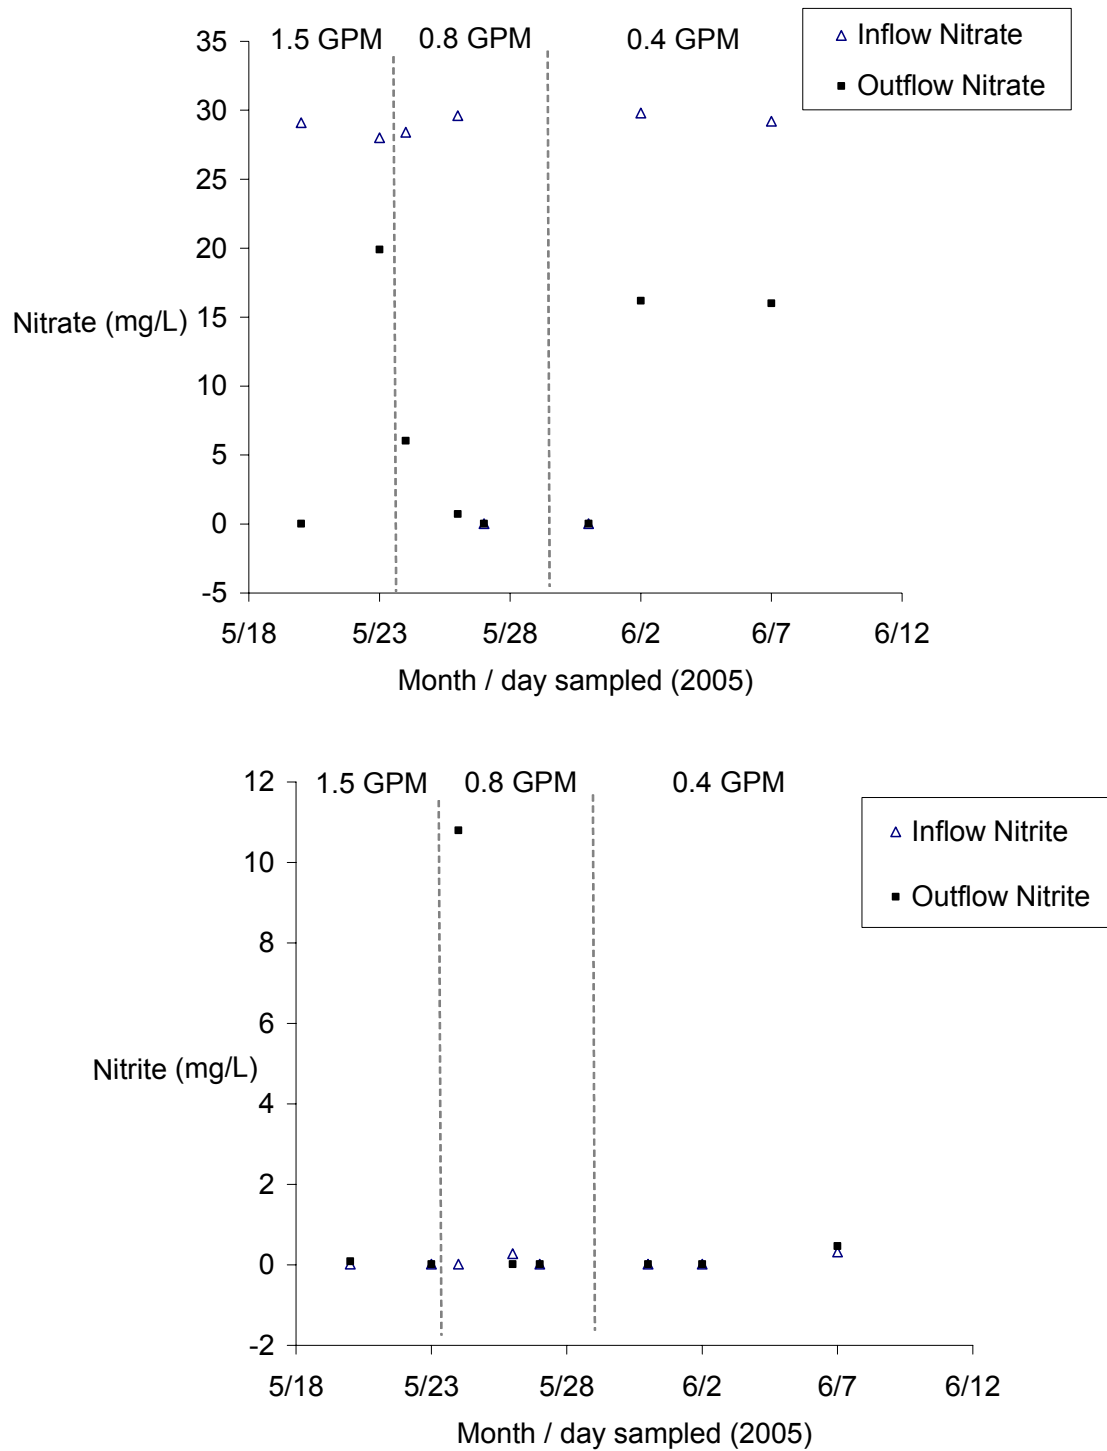 1.5 GPM 0.8 GPM 0.4 GPM
Inflow Nitrate
Outflow Nitrate
35
30
25
20
15
10
5
0
-5
Nitrate (mg/L)
5/18 5/23 5/28 6/2 6/7 6/12
Month / day sampled (2005)
1.5 GPM 0.8 GPM 0.4 GPM
Inflow Nitrite
Outflow Nitrite
12
10
8
6
4
2
0
-2
Nitrite (mg/L)
5/18 5/23 5/28 6/2 6/7 6/12
Month / day sampled (2005)